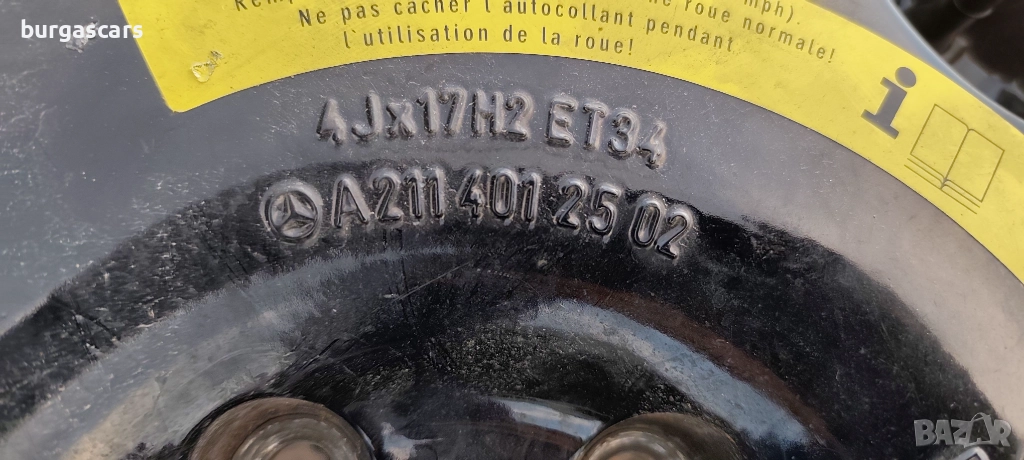 burgascars
mph).
roue normale!
Ne pas cacher l'autocollant pendant
l'utilisation de la roue!
i
4Jx17H2 ET34
A211 401 25 02
BAZAR